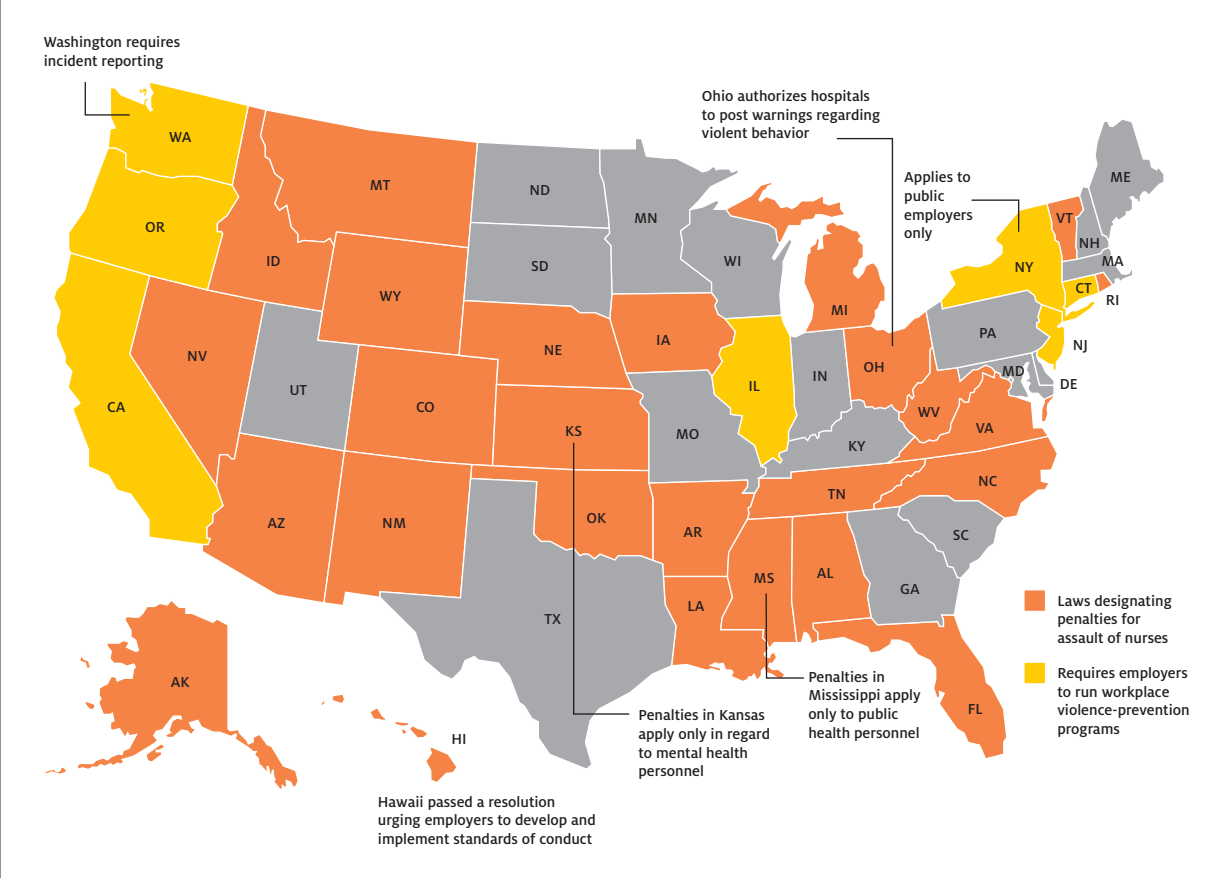 Washington requires
incident reporting
Ohio authorizes hospitals
to post warnings regarding
violent behavior
Applies to
public
employers
only
WA
MT
ND
MN
ME
OR
ID
SD
WI
VT
NH
NY
MA
WY
MI
CT
RI
NV
NE
IA
PA
NJ
UT
IL
IN
OH
MD
DE
CA
CO
KS
MO
KY
WV
VA
AZ
NM
OK
AR
TN
NC
SC
MS
AL
GA
LA
TX
AK
FL
HI
Laws designating
penalties for
assault of nurses
Requires employers
to run workplace
violence-prevention
programs
Penalties in
Mississippi apply
only to public
health personnel
Penalties in Kansas
apply only in regard
to mental health
personnel
Hawaii passed a resolution
urging employers to develop and
implement standards of conduct